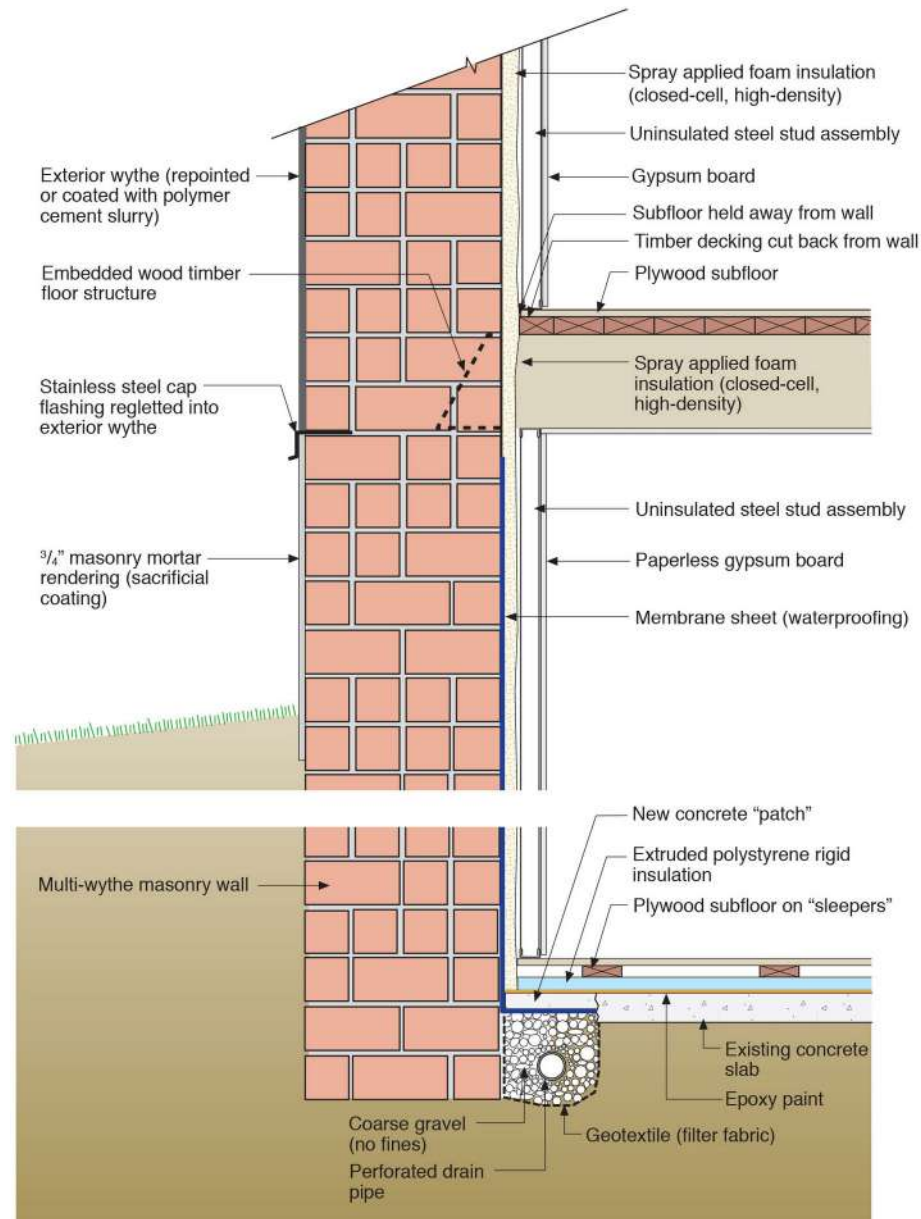 Spray applied foam insulation
(closed-cell, high-density)
Uninsulated steel stud assembly
Exterior wythe (repointed
or coated with polymer
cement slurry)
Gypsum board
Subfloor held away from wall
Timber decking cut back from wall
Embedded wood timber
floor structure
Plywood subfloor
Spray applied foam
insulation (closed-cell,
high-density)
Stainless steel cap
flashing regletted into
exterior wythe
Uninsulated steel stud assembly
3/4” masonry mortar
rendering (sacrificial
coating)
Paperless gypsum board
Membrane sheet (waterproofing)
New concrete “patch”
Extruded polystyrene rigid
insulation
Multi-wythe masonry wall
Plywood subfloor on “sleepers”
Existing concrete
slab
Epoxy paint
Coarse gravel
(no fines)
Geotextile (filter fabric)
Perforated drain
pipe